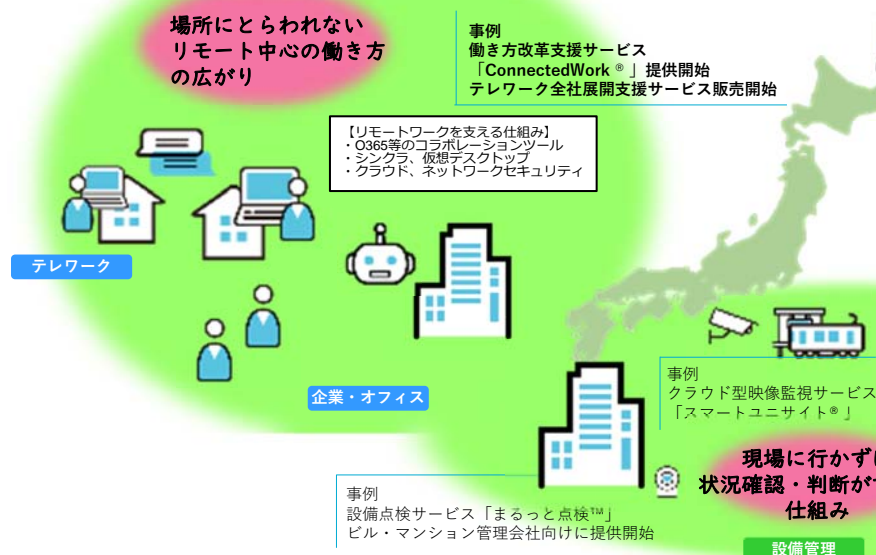 場所にとらわれない
リモート中心の働き方
の広がり
事例
働き方改革支援サービス
「ConnectedWork ®」提供開始
テレワーク全社展開支援サービス販売開始
【リモートワークを支える仕組み】
・O365等のコラボレーションツール
・シンクラ、仮想デスクトップ
・クラウド、ネットワークセキュリティ
テレワーク
企業・オフィス
事例
クラウド型映像監視サービス
「スマートユニサイト®」
現場に行かず
状況確認・判断が
仕組み
事例
設備点検サービス「まるっと点検™」
ビル・マンション管理会社向けに提供開始
設備管理